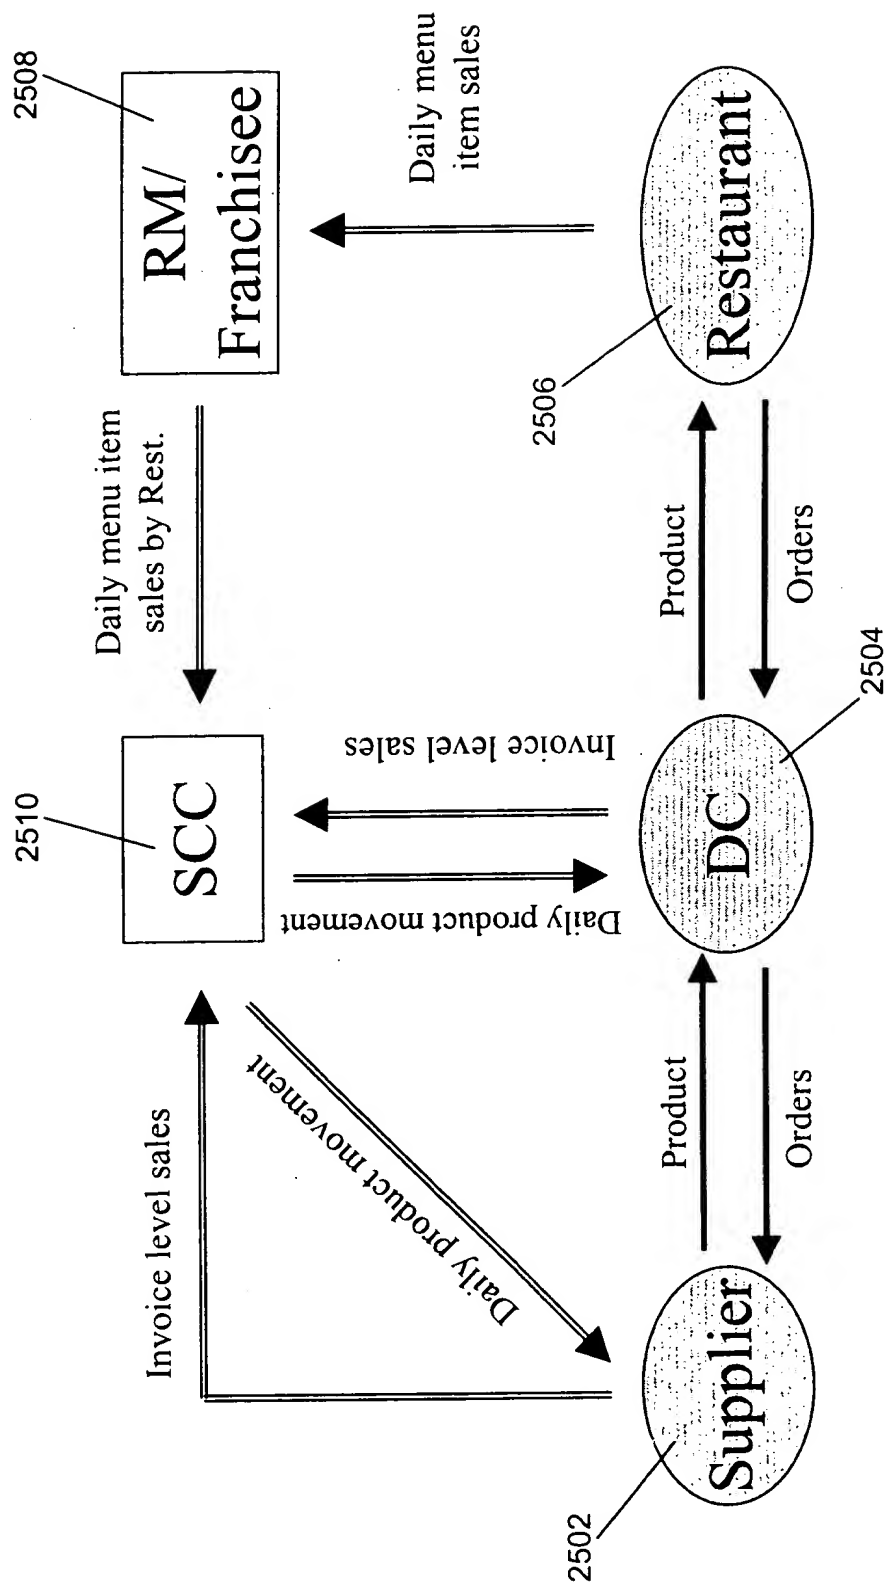 2510
SCC
Daily menu item
sales by Rest.
2508
RM/
Franchisee
Invoice level sales
Daily product movement
Daily product movement
Invoice level sales
Daily menu
item sales
2502
Supplier
Product
Orders
DC
2504
Product
Orders
2506
Restaurant